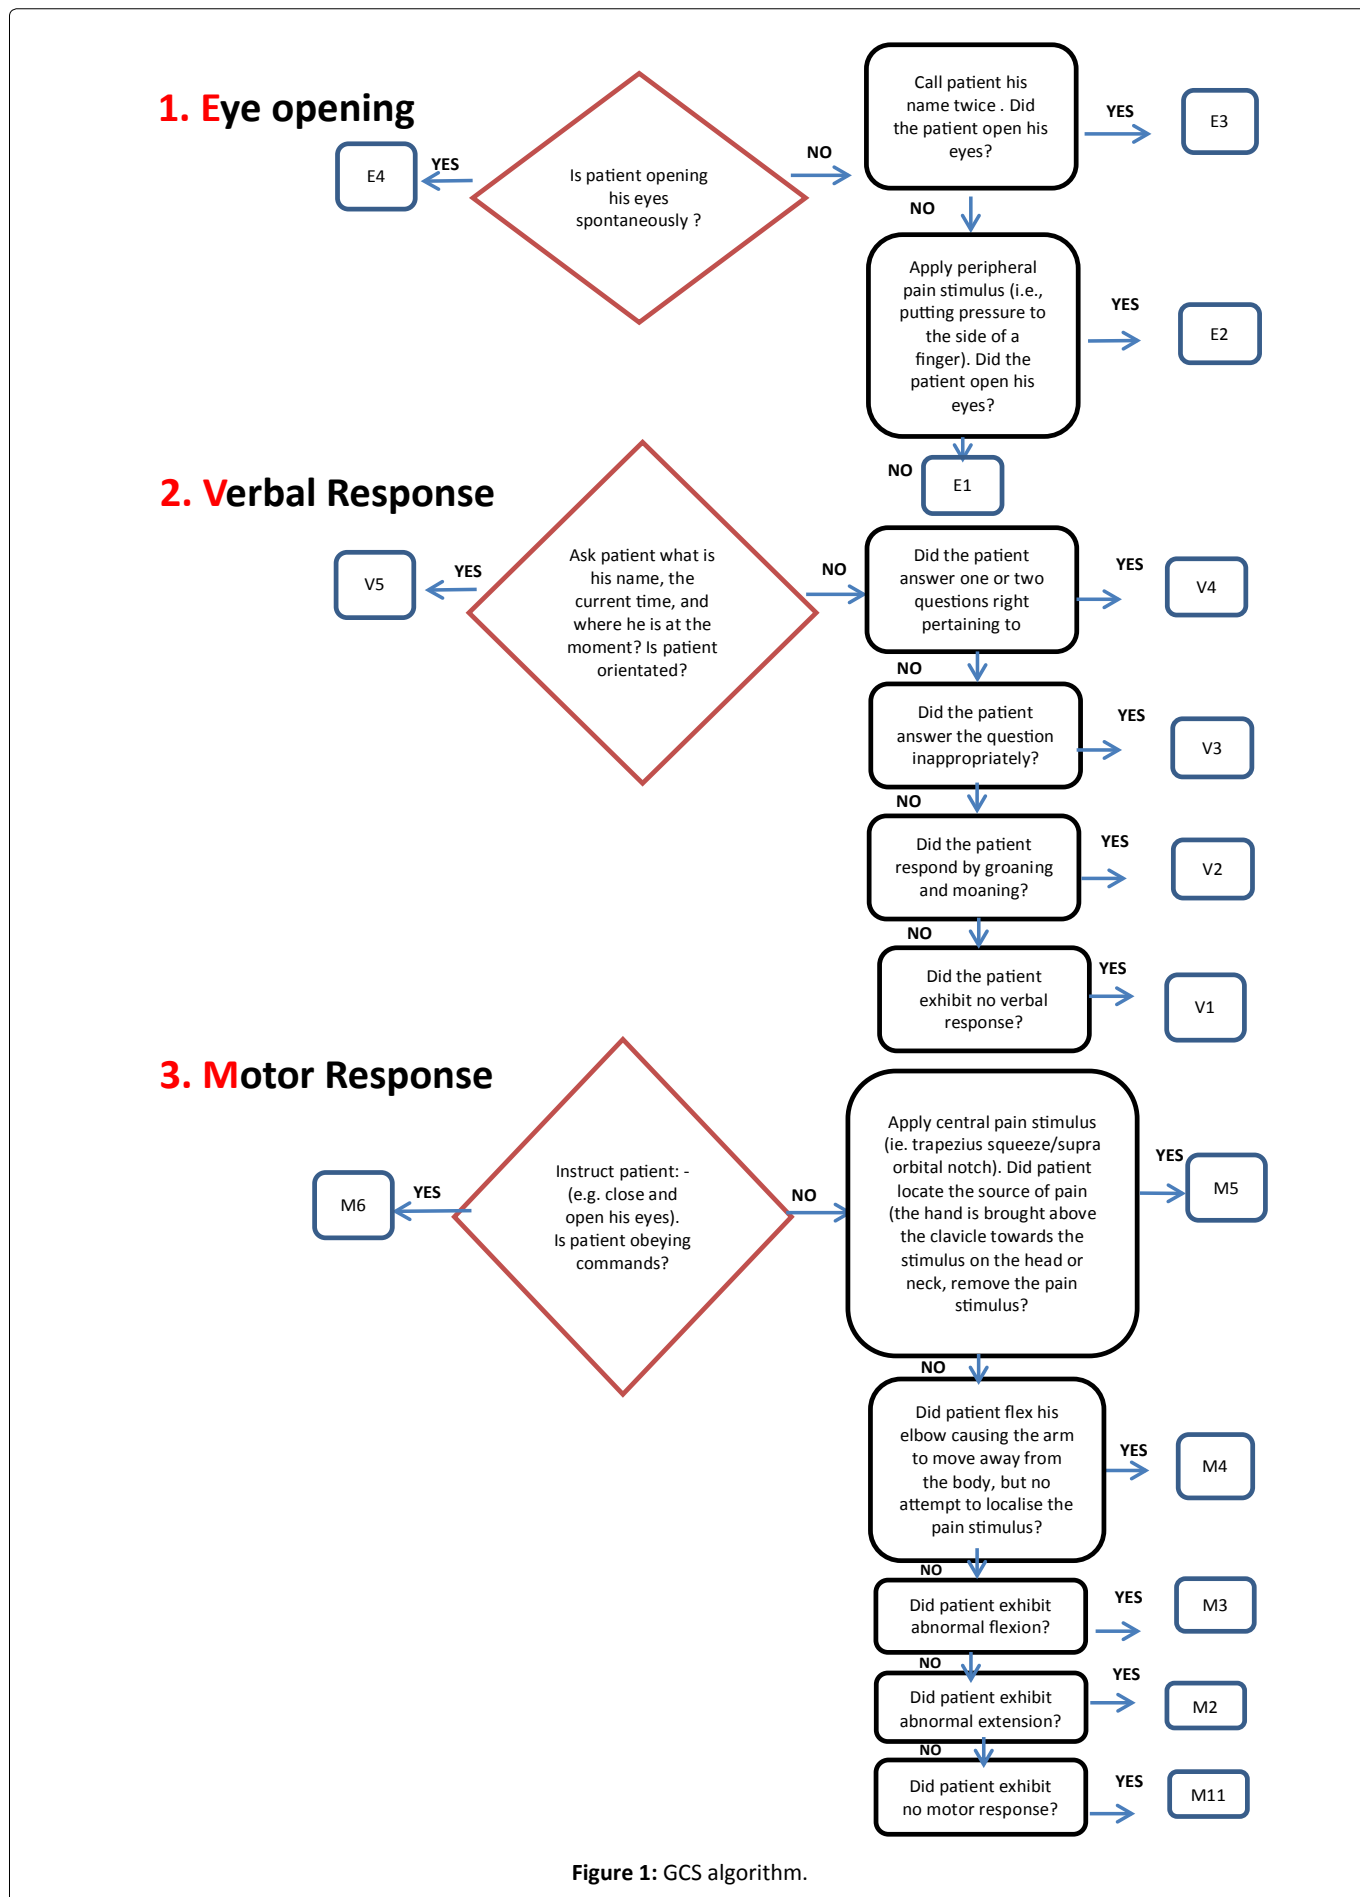 1. Eye opening
Is patient opening
his eyes
spontaneously ?
YES
E4
NO
Call patient his
name twice . Did
the patient open his
eyes?
YES
E3
NO
Apply peripheral
pain stimulus (i.e.,
putting pressure to
the side of a
finger). Did the
patient open his
eyes?
YES
E2
NO
E1
2. Verbal Response
Ask patient what is
his name, the
current time, and
where he is at the
moment? Is patient
orientated?
YES
V5
NO
Did the patient
answer one or two
questions right
pertaining to
YES
V4
NO
Did the patient
answer the question
inappropriately?
YES
V3
NO
Did the patient
respond by groaning
and moaning?
YES
V2
NO
Did the patient
exhibit no verbal
response?
YES
V1
3. Motor Response
Instruct patient: -
(e.g. close and
open his eyes).
Is patient obeying
commands?
YES
M6
NO
Apply central pain stimulus
(ie. trapezius squeeze/supra
orbital notch). Did patient
locate the source of pain
(the hand is brought above
the clavicle towards the
stimulus on the head or
neck, remove the pain
stimulus?
YES
M5
NO
Did patient flex his
elbow causing the arm
to move away from
the body, but no
attempt to localise the
pain stimulus?
YES
M4
NO
Did patient exhibit
abnormal flexion?
YES
M3
NO
Did patient exhibit
abnormal extension?
YES
M2
NO
Did patient exhibit
no motor response?
YES
M11
Figure 1: GCS algorithm.